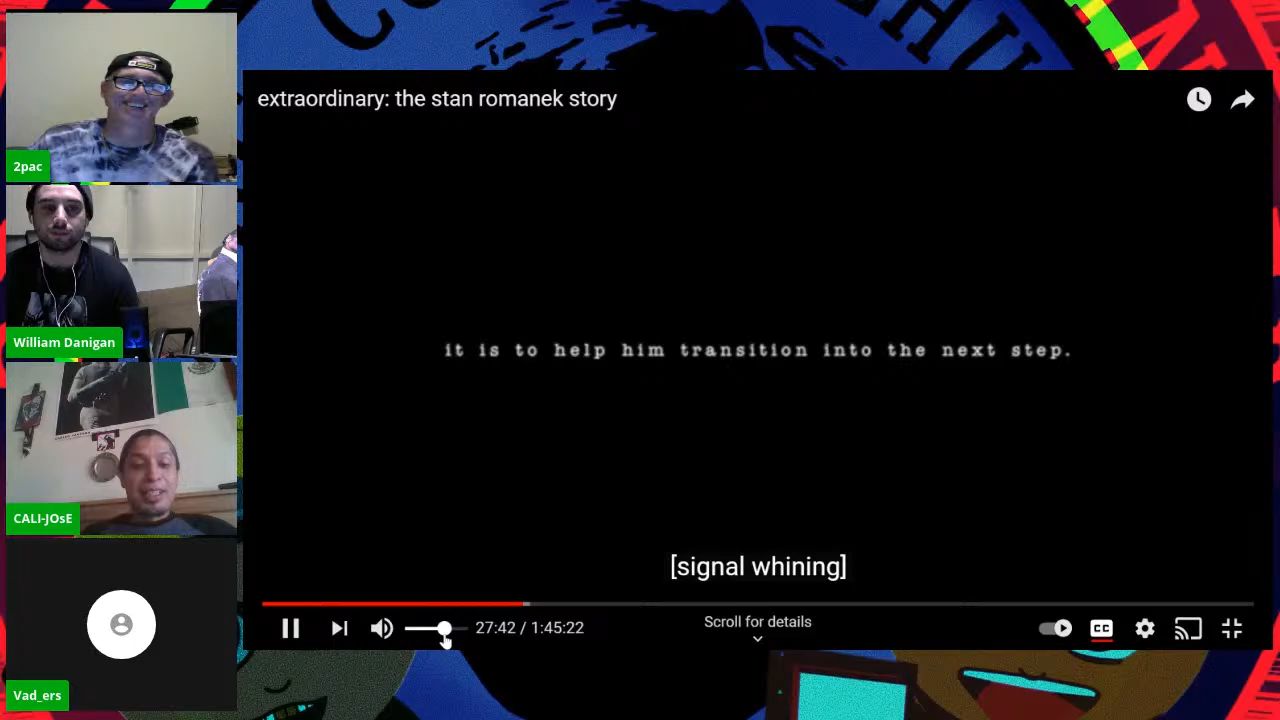 extraordinary: the stan romanek story
2pac
William Danigan
it is to help him transition into the next step.
CALI-JOsE
[signal whining]
27:42 / 1:45:22
Scroll for details
CC
Vad_ers